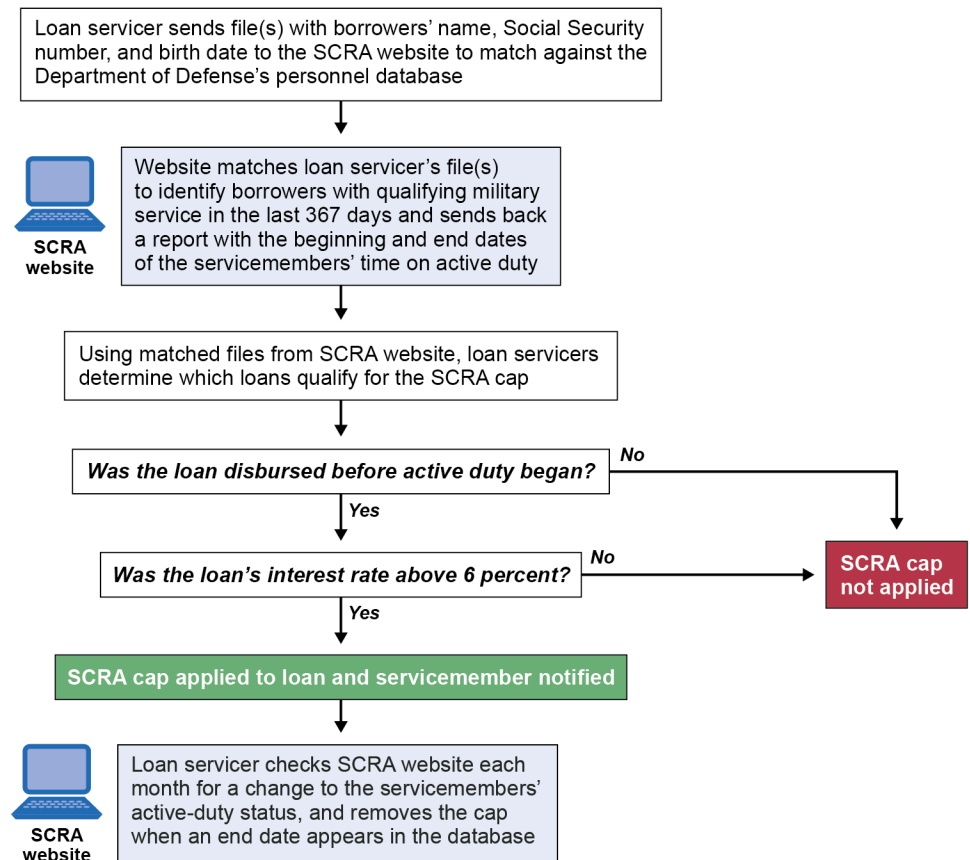 Loan servicer sends file(s) with borrowers' name, Social Security
number, and birth date to the SCRA website to match against the
Department of Defense's personnel database
SCRA
website
Website matches loan servicer's file(s)
to identify borrowers with qualifying military
service in the last 367 days and sends back
a report with the beginning and end dates
of the servicemembers' time on active duty
Using matched files from SCRA website, loan servicers
determine which loans qualify for the SCRA cap
Was the loan disbursed before active duty began?
No
Yes
Was the loan's interest rate above 6 percent?
No
SCRA cap
not applied
Yes
SCRA cap applied to loan and servicemember notified
SCRA
website
Loan servicer checks SCRA website each
month for a change to the servicemembers'
active-duty status, and removes the cap
when an end date appears in the database